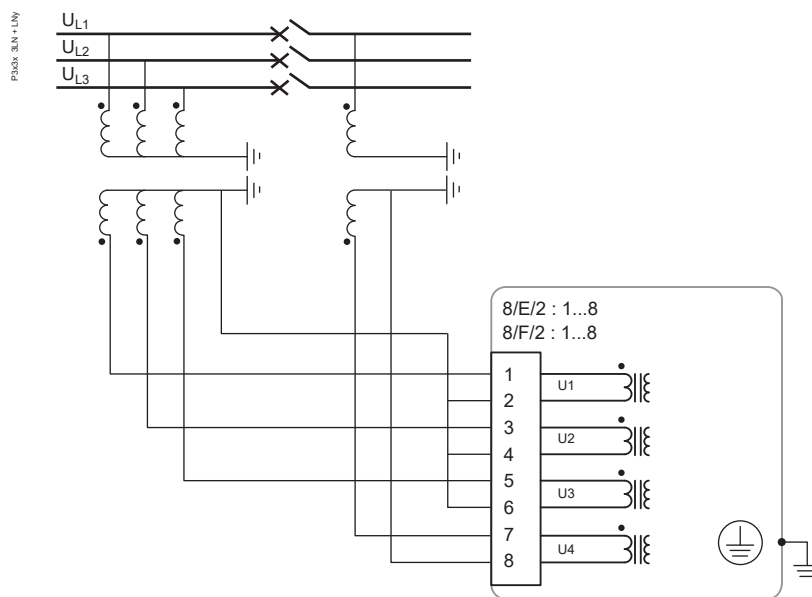 P3x3x 3LN + LNy
UL1
UL2
UL3
8/E/2 : 1...8
8/F/2 : 1...8
1
U1
2
3
U2
4
5
U3
6
7
U4
8